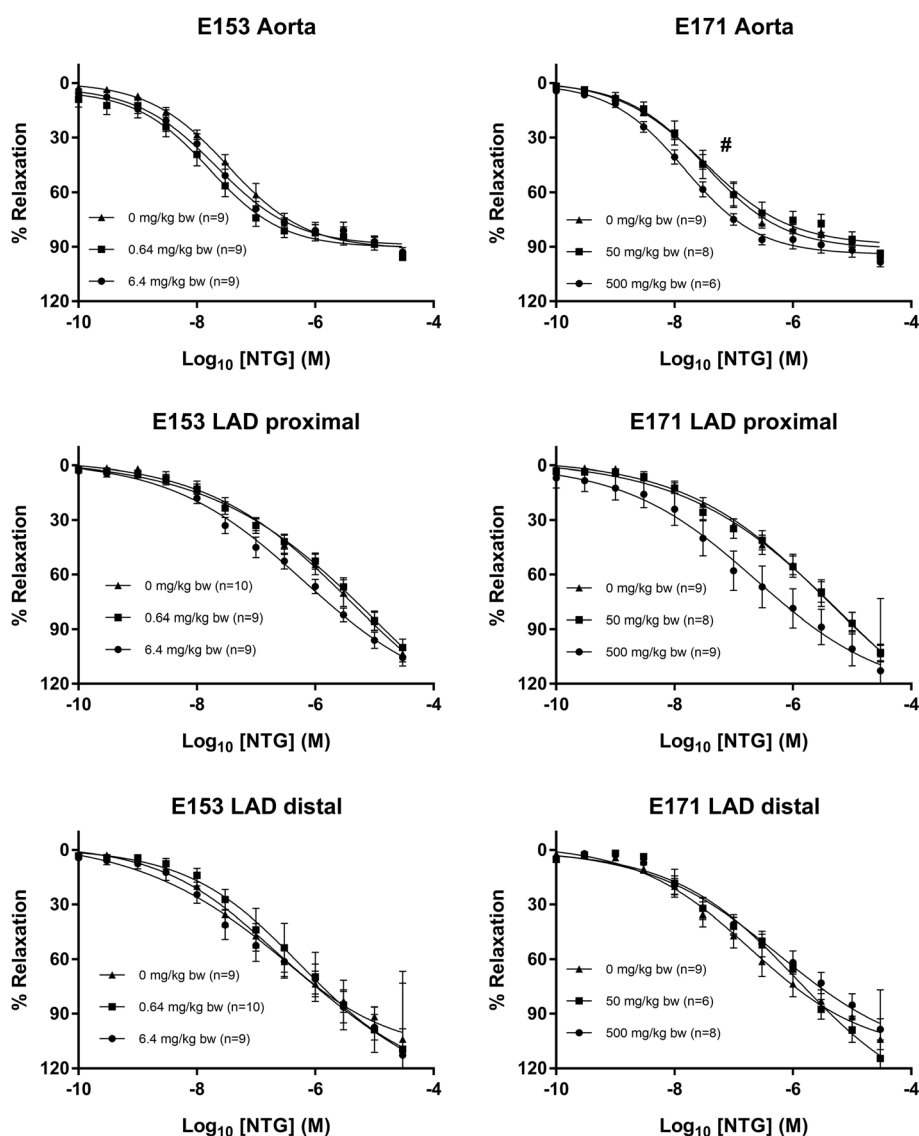 E153 Aorta
% Relaxation
0
30
60
90
120
0 mg/kg bw (n=9)
0.64 mg/kg bw (n=9)
6.4 mg/kg bw (n=9)
-10 -8 -6 -4
Log10 [NTG] (M)
E171 Aorta
% Relaxation
0
30
60
90
120
#
0 mg/kg bw (n=9)
50 mg/kg bw (n=8)
500 mg/kg bw (n=6)
-10 -8 -6 -4
Log10 [NTG] (M)
E153 LAD proximal
% Relaxation
0
30
60
90
120
0 mg/kg bw (n=10)
0.64 mg/kg bw (n=9)
6.4 mg/kg bw (n=9)
-10 -8 -6 -4
Log10 [NTG] (M)
E171 LAD proximal
% Relaxation
0
30
60
90
120
0 mg/kg bw (n=9)
50 mg/kg bw (n=8)
500 mg/kg bw (n=9)
-10 -8 -6 -4
Log10 [NTG] (M)
E153 LAD distal
% Relaxation
0
30
60
90
120
0 mg/kg bw (n=9)
0.64 mg/kg bw (n=10)
6.4 mg/kg bw (n=9)
-10 -8 -6 -4
Log10 [NTG] (M)
E171 LAD distal
% Relaxation
0
30
60
90
120
0 mg/kg bw (n=9)
50 mg/kg bw (n=6)
500 mg/kg bw (n=8)
-10 -8 -6 -4
Log10 [NTG] (M)